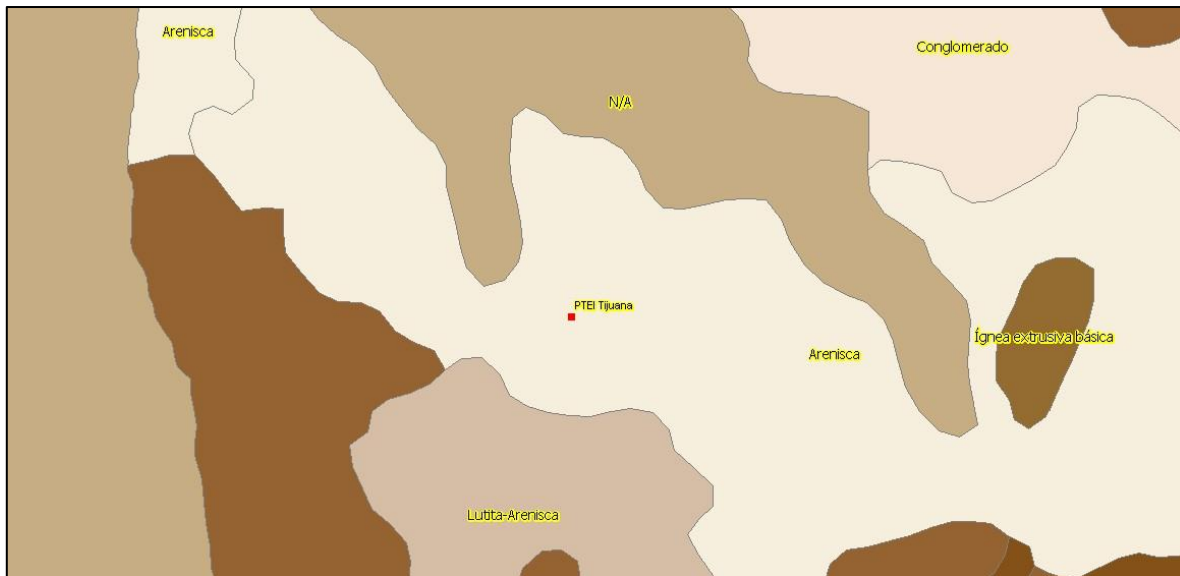 Arenisca
Conglomerado
N/A
PTEI Tijuana
Ígnea extrusiva básica
Arenisca
Lutita-Arenisca